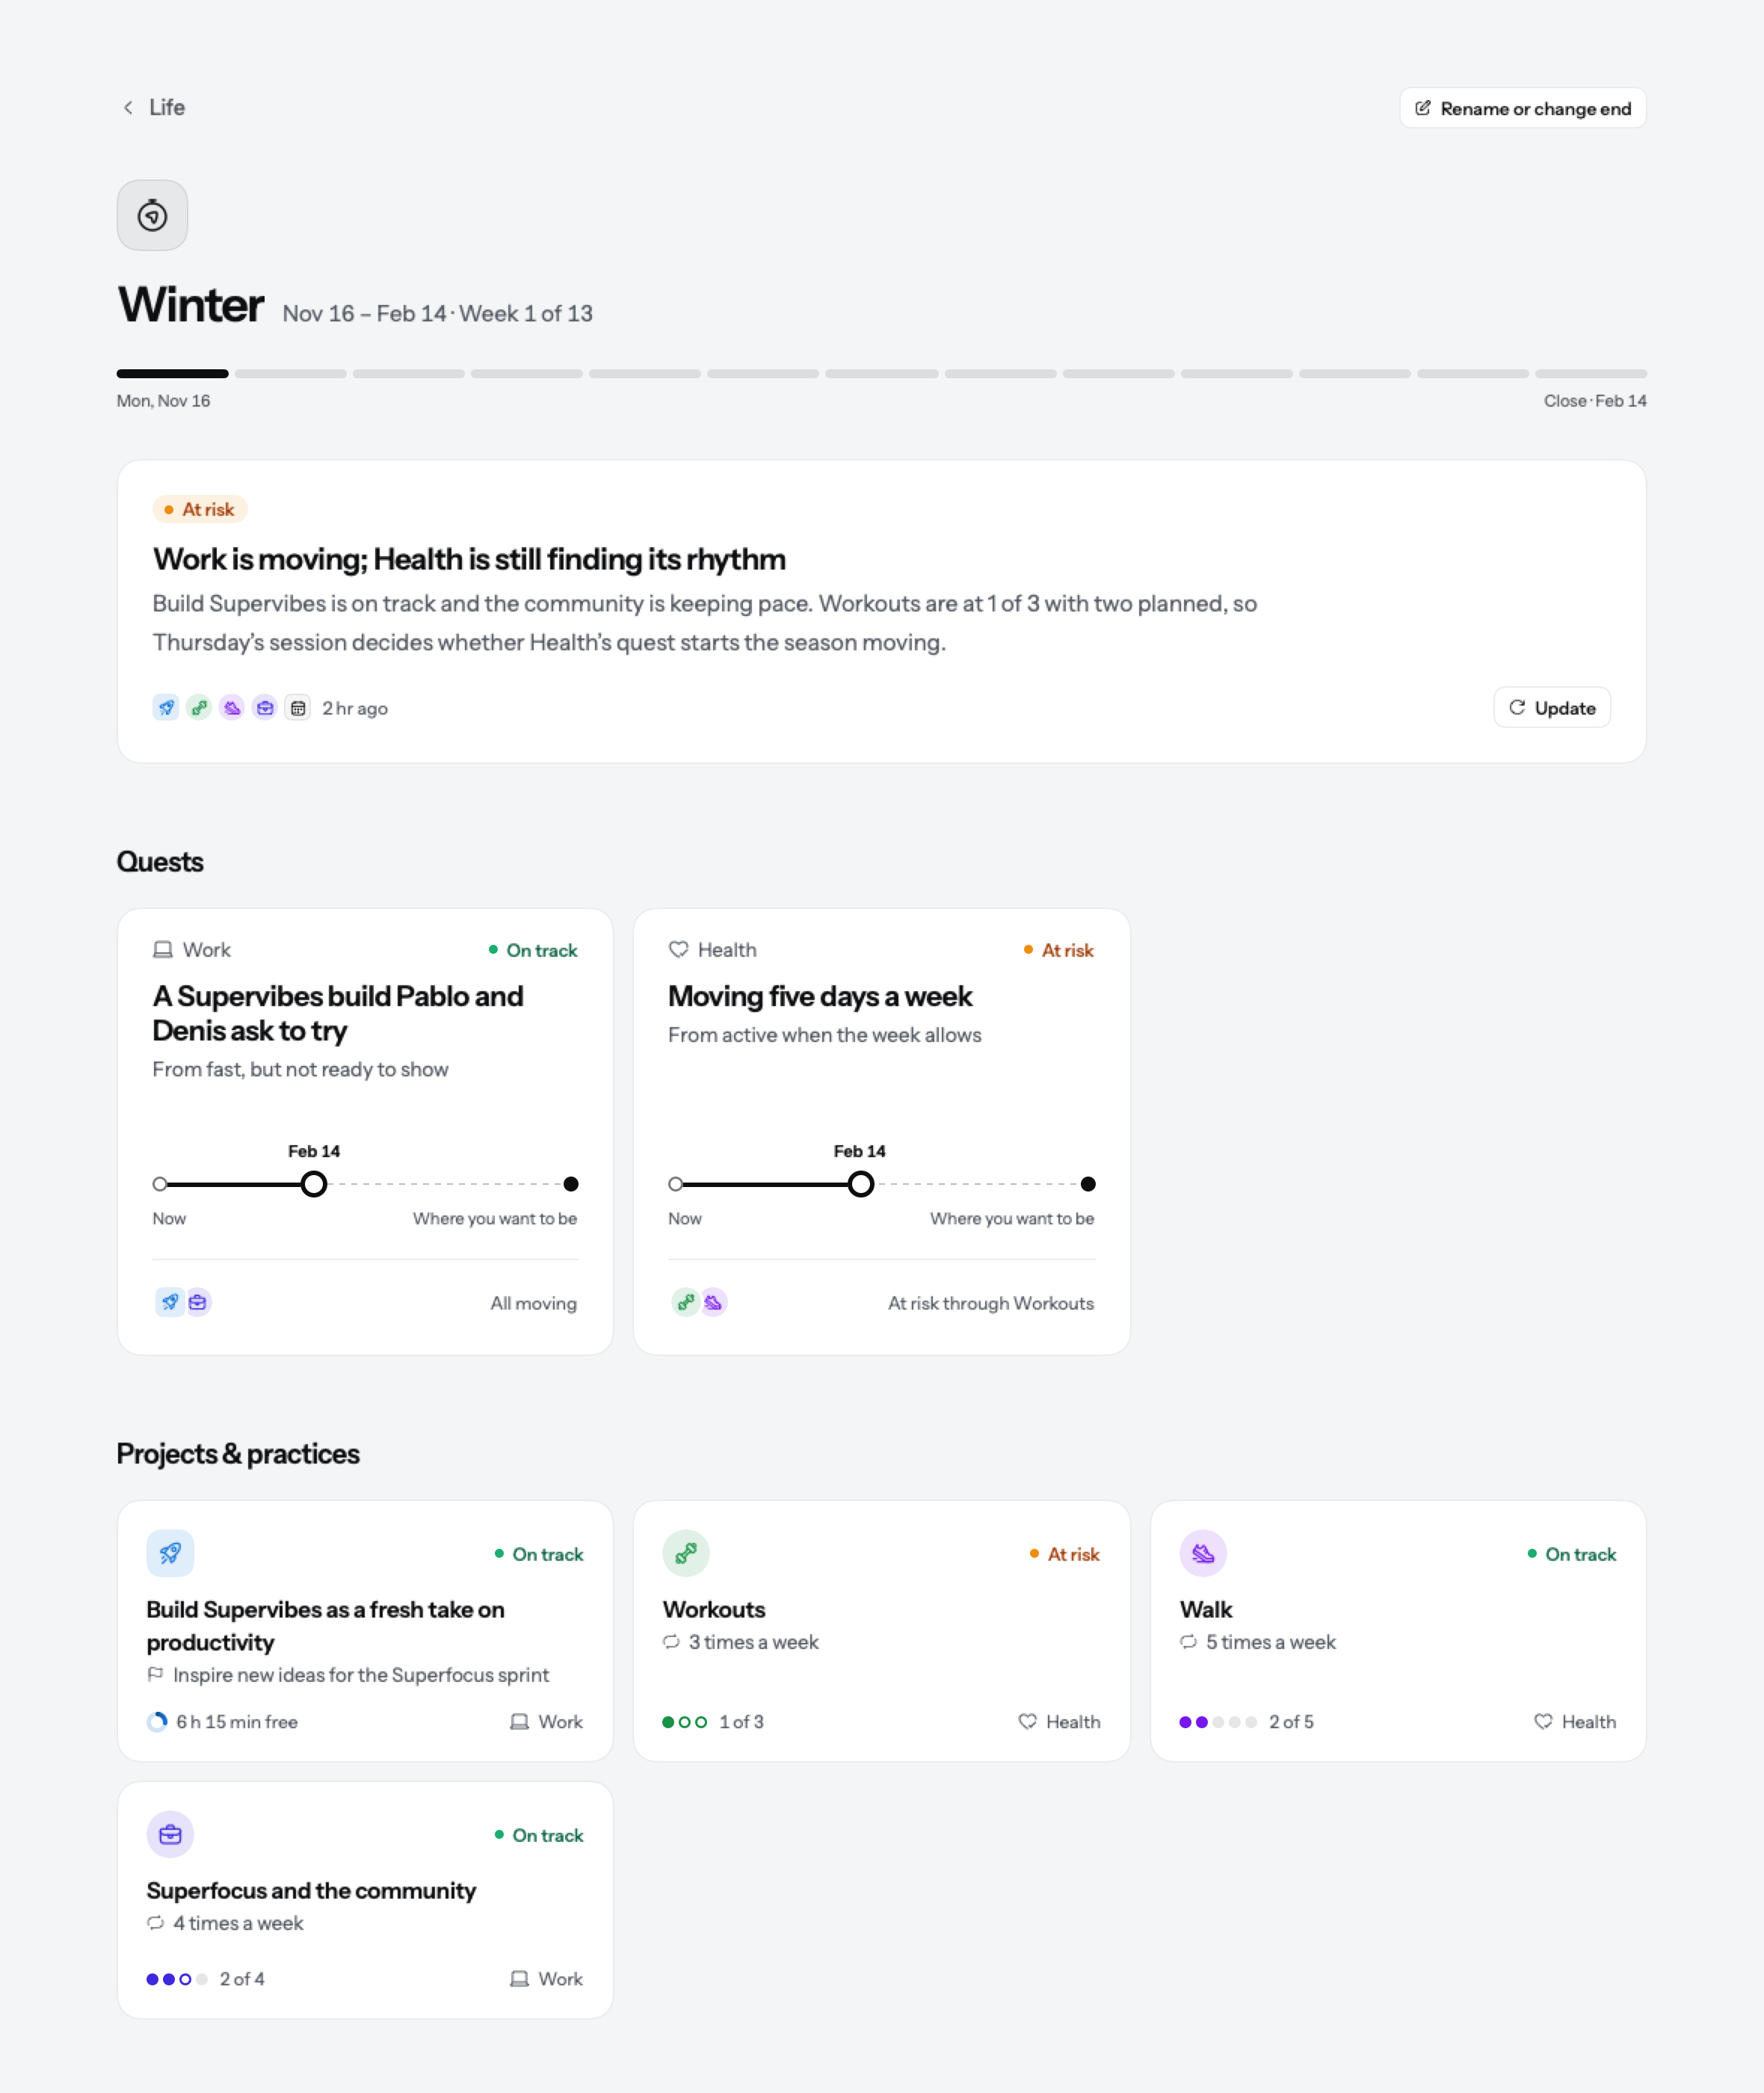 Life
Rename or change end
Winter Nov 16 – Feb 14 · Week 1 of 13
Mon, Nov 16
Close · Feb 14
At risk
Work is moving; Health is still finding its rhythm
Build Supervibes is on track and the community is keeping pace. Workouts are at 1 of 3 with two planned, so
Thursday’s session decides whether Health’s quest starts the season moving.
2 hr ago
Update
Quests
Work
On track
A Supervibes build Pablo and
Denis ask to try
From fast, but not ready to show
Feb 14
Now
Where you want to be
All moving
Health
At risk
Moving five days a week
From active when the week allows
Feb 14
Now
Where you want to be
At risk through Workouts
Projects & practices
On track
Build Supervibes as a fresh take on
productivity
Inspire new ideas for the Superfocus sprint
6 h 15 min free
Work
At risk
Workouts
3 times a week
1 of 3
Health
On track
Walk
5 times a week
2 of 5
Health
On track
Superfocus and the community
4 times a week
2 of 4
Work